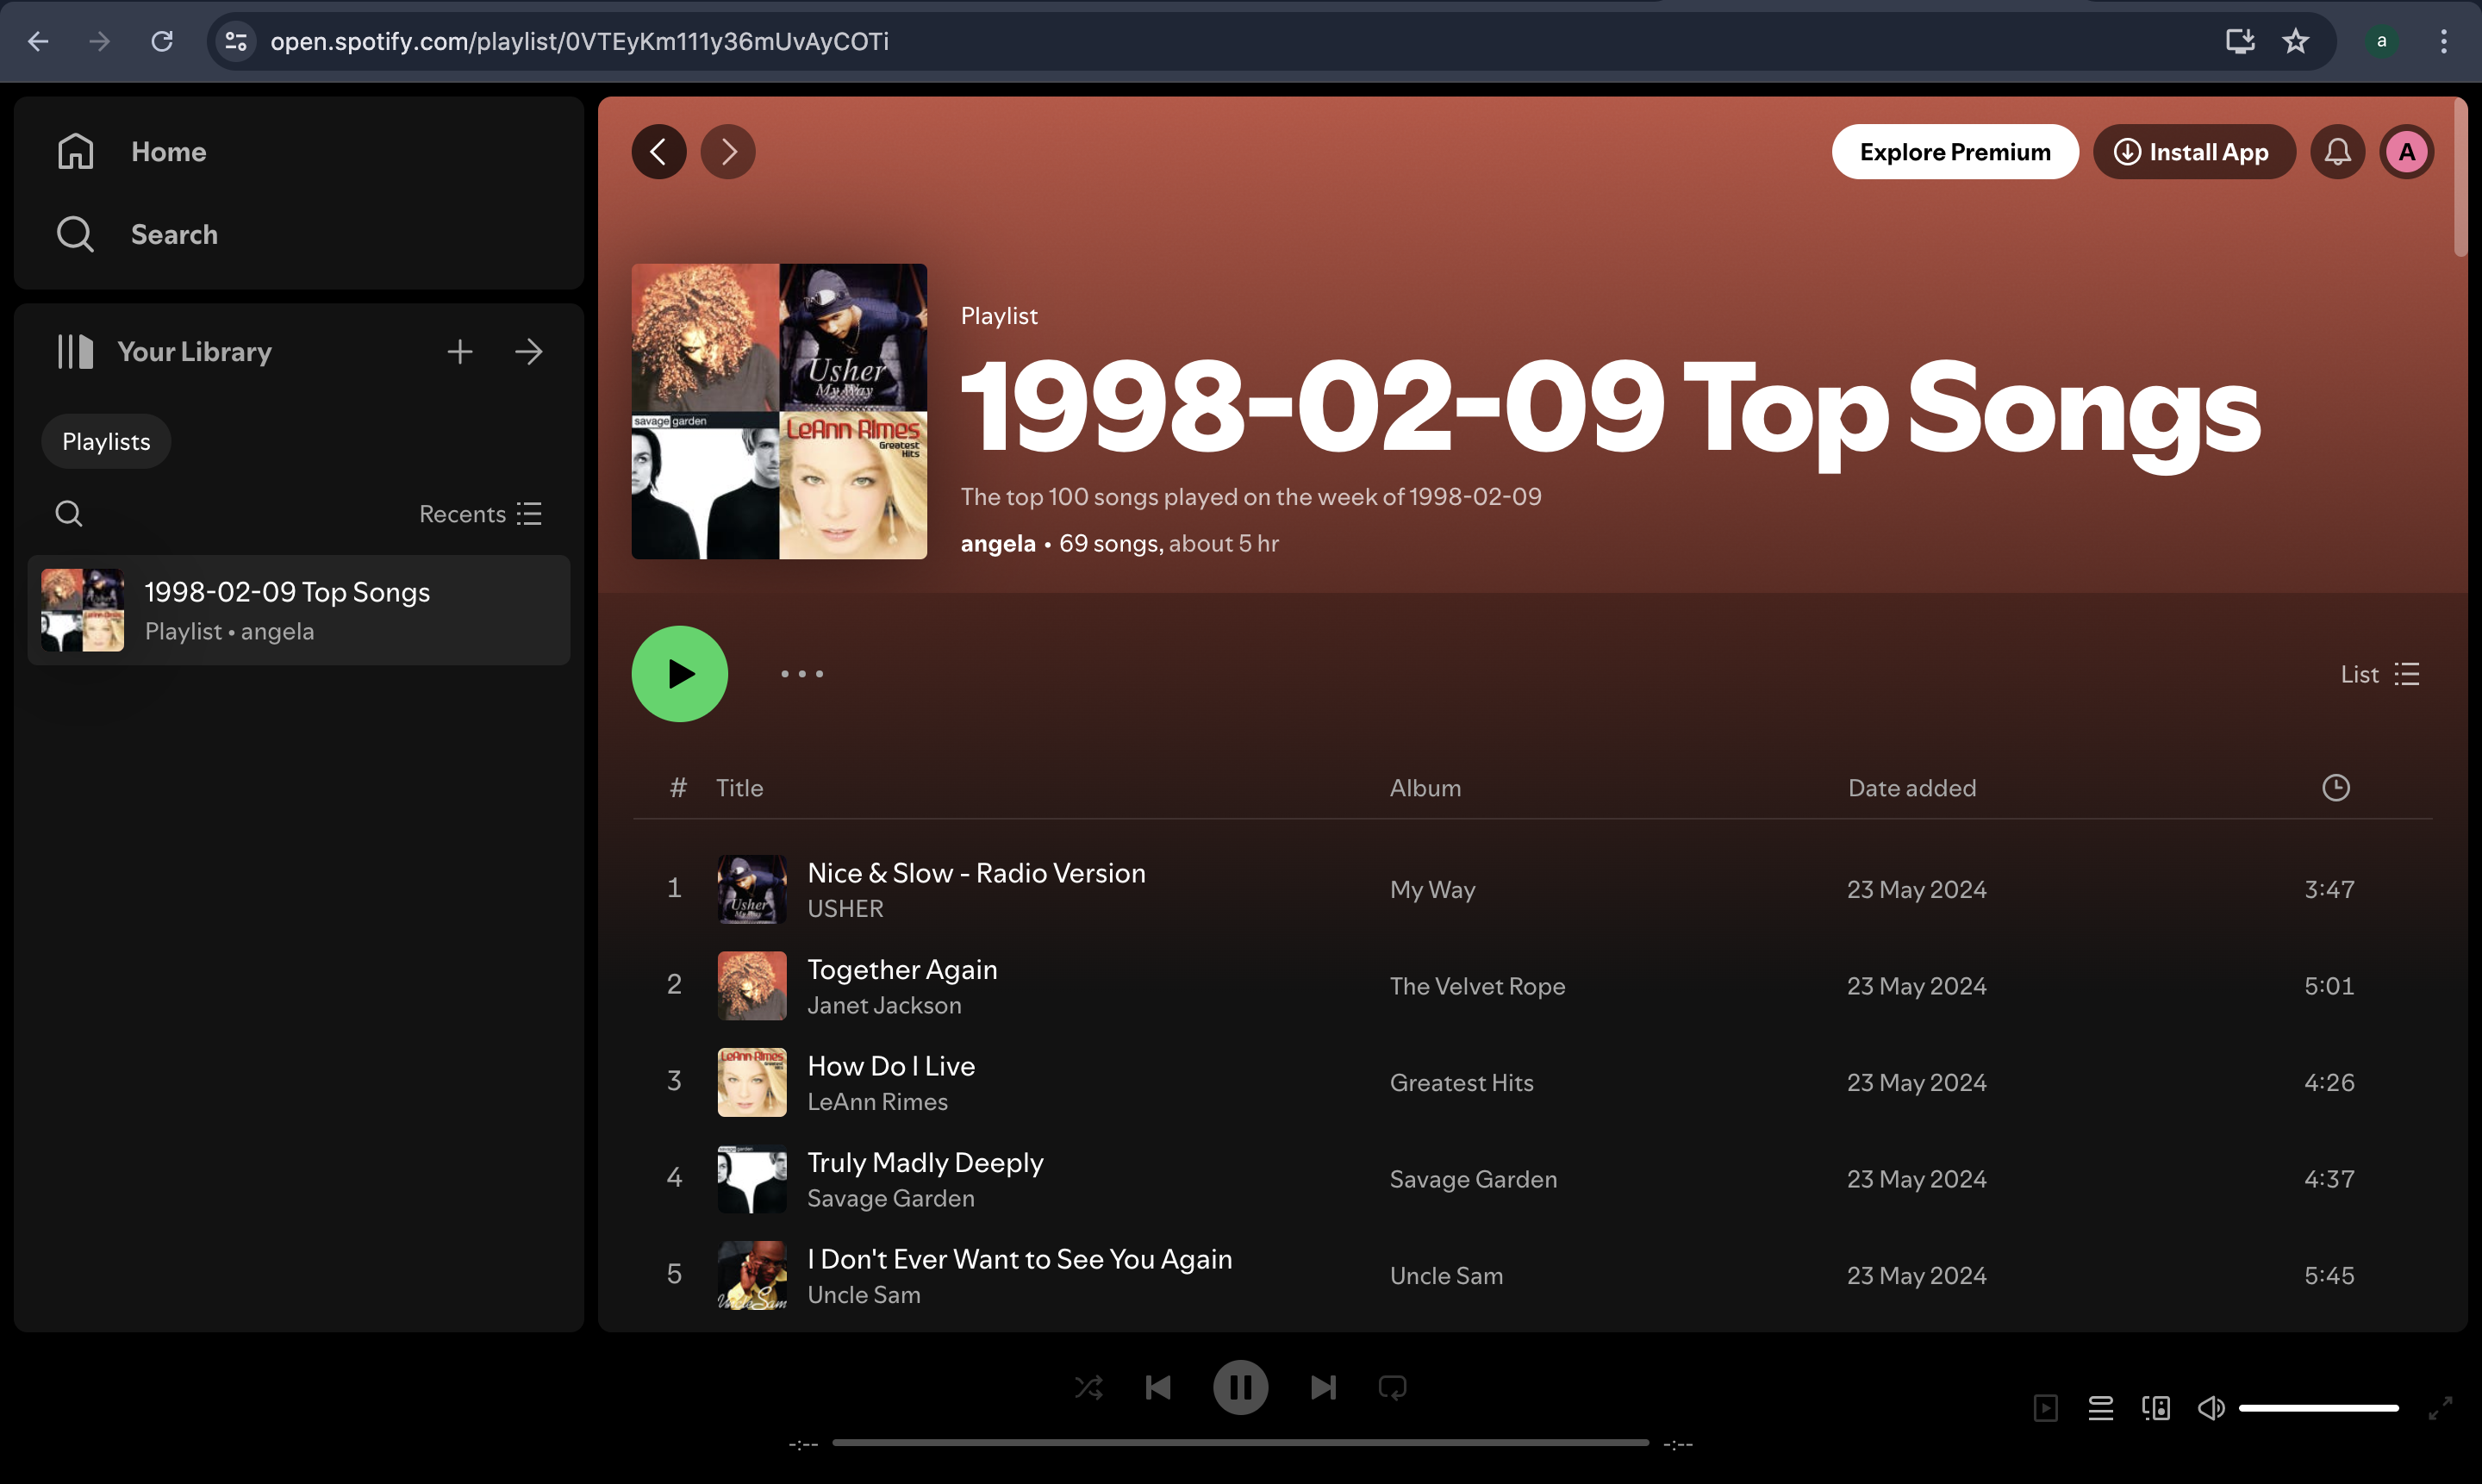 open.spotify.com/playlist/0VTEyKm111y36mUvAyCOTi
a
Home
Search
Your Library
Playlists
Recents
1998-02-09 Top Songs
Playlist • angela
Explore Premium
Install App
A
Usher
My Way
savage garden
LeAnn Rimes
Greatest
Hits
Playlist
1998-02-09 Top Songs
The top 100 songs played on the week of 1998-02-09
angela • 69 songs, about 5 hr
List
# Title Album Date added
1 Nice & Slow - Radio Version My Way 23 May 2024 3:47
USHER
2 Together Again The Velvet Rope 23 May 2024 5:01
Janet Jackson
3 How Do I Live Greatest Hits 23 May 2024 4:26
LeAnn Rimes
4 Truly Madly Deeply Savage Garden 23 May 2024 4:37
Savage Garden
5 I Don't Ever Want to See You Again Uncle Sam 23 May 2024 5:45
Uncle Sam
-:-- -:--